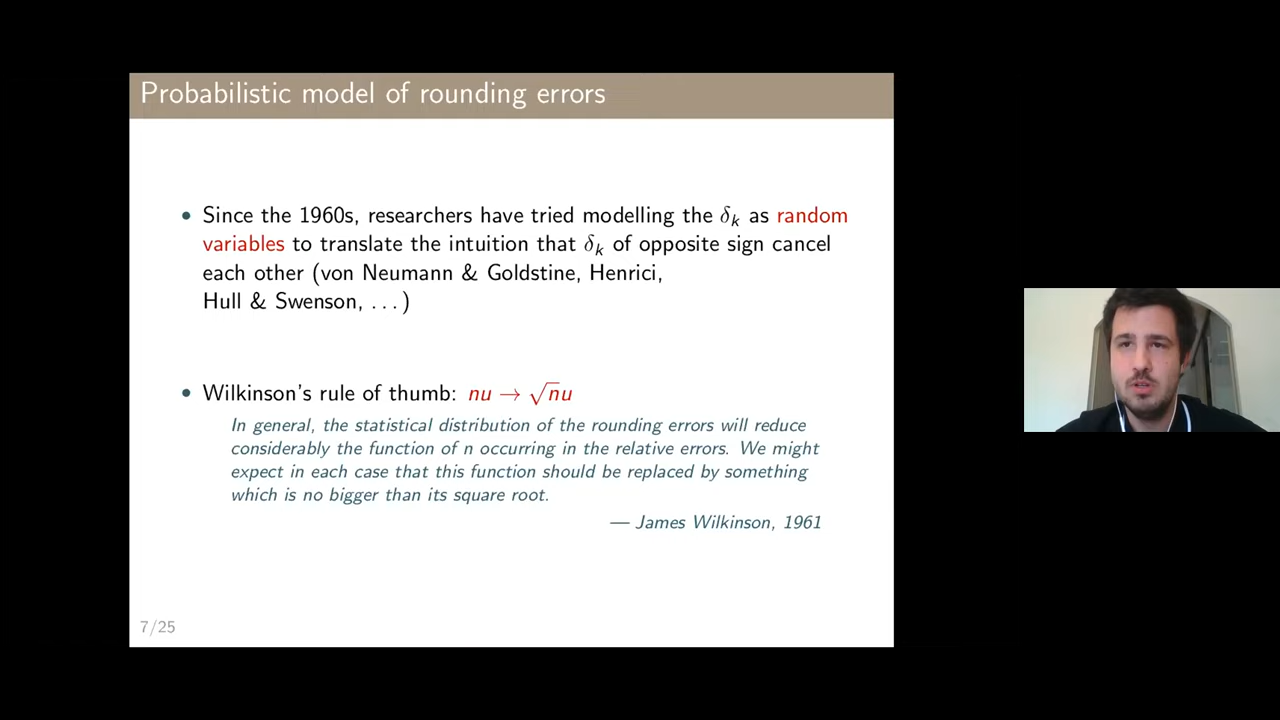 Probabilistic model of rounding errors
• Since the 1960s, researchers have tried modelling the δₖ as random
variables to translate the intuition that δₖ of opposite sign cancel
each other (von Neumann & Goldstine, Henrici,
Hull & Swenson, . . . )
• Wilkinson's rule of thumb: nu → √nu
In general, the statistical distribution of the rounding errors will reduce
considerably the function of n occurring in the relative errors. We might
expect in each case that this function should be replaced by something
which is no bigger than its square root.
— James Wilkinson, 1961
7/25